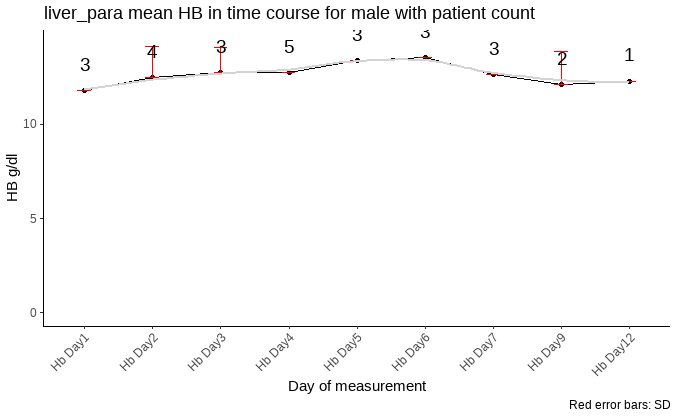 liver_para mean HB in time course for male with patient count
3
4
3
5
3
3
3
2
1
10
5
0
HB g/dl
Hb Day1
Hb Day2
Hb Day3
Hb Day4
Hb Day5
Hb Day6
Hb Day7
Hb Day9
Hb Day12
Day of measurement
Red error bars: SD